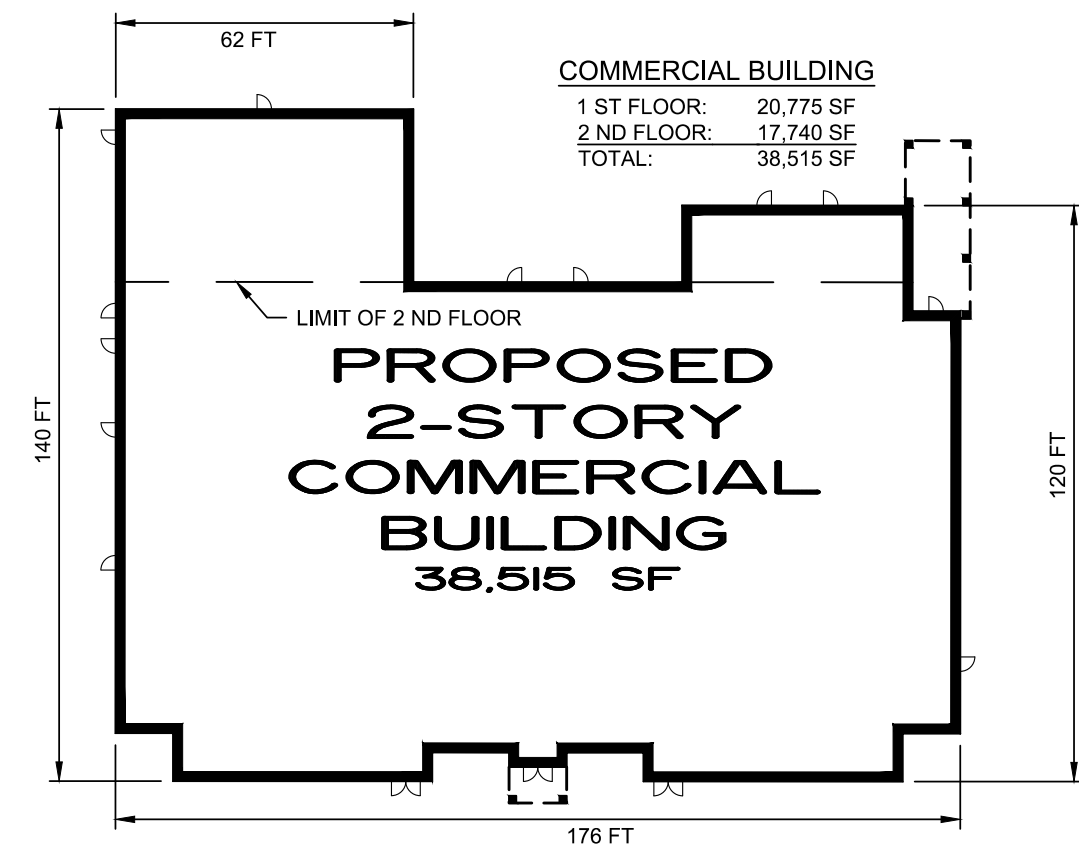 62 FT
COMMERCIAL BUILDING
1 ST FLOOR: 20,775 SF
2 ND FLOOR: 17,740 SF
TOTAL: 38,515 SF
LIMIT OF 2 ND FLOOR
PROPOSED
2-STORY
COMMERCIAL
BUILDING
38,515 SF
140 FT
120 FT
176 FT